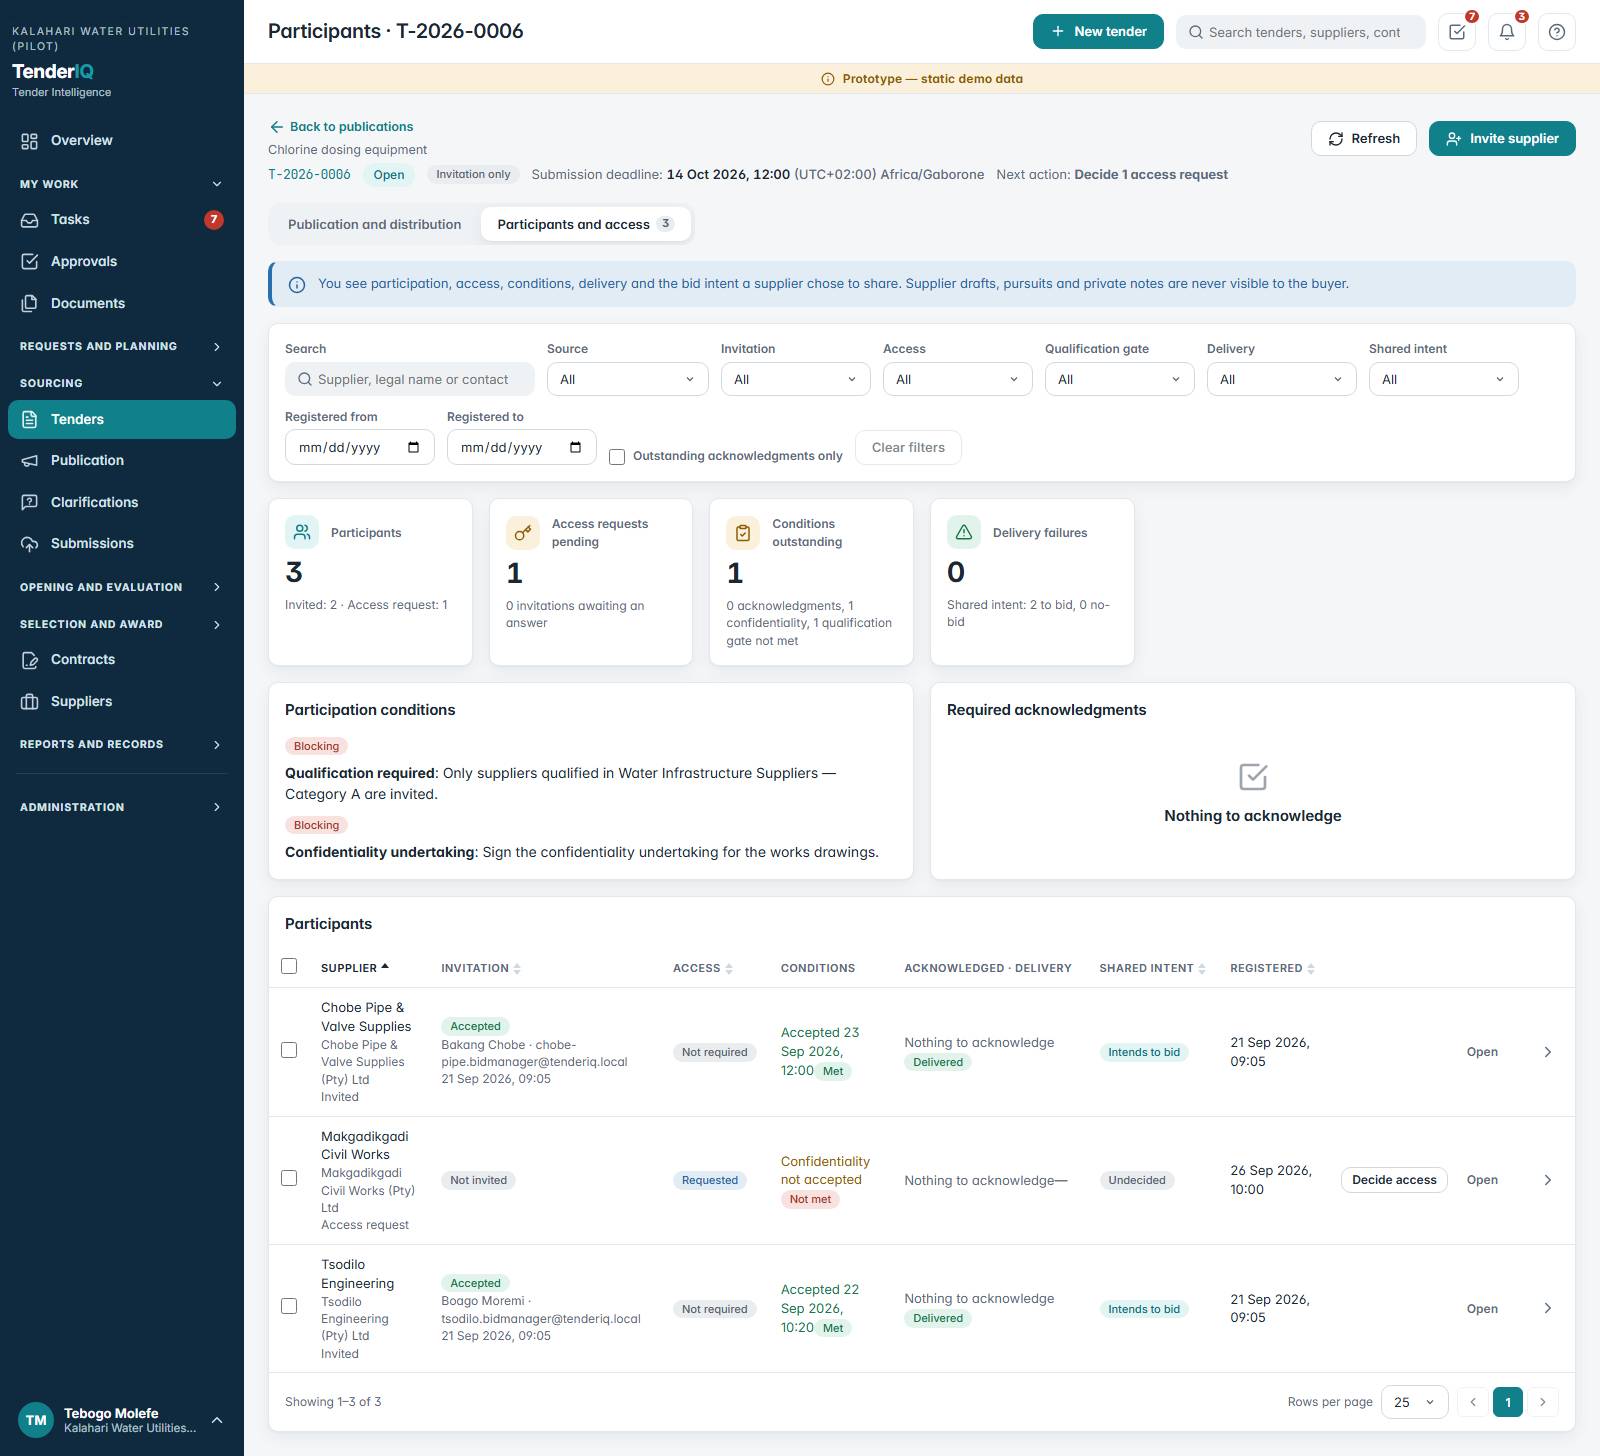 KALAHARI WATER UTILITIES
(PILOT)
TenderIQ
Tender Intelligence
Overview
MY WORK
Tasks 7
Approvals
Documents
REQUESTS AND PLANNING
SOURCING
Tenders
Publication
Clarifications
Submissions
OPENING AND EVALUATION
SELECTION AND AWARD
Contracts
Suppliers
REPORTS AND RECORDS
ADMINISTRATION
TM
Tebogo Molefe
Kalahari Water Utilities...
Participants · T-2026-0006
New tender
Search tenders, suppliers, cont
7
3
Prototype — static demo data
Back to publications
Chlorine dosing equipment
T-2026-0006 Open Invitation only Submission deadline: 14 Oct 2026, 12:00 (UTC+02:00) Africa/Gaborone Next action: Decide 1 access request
Refresh
Invite supplier
Publication and distribution
Participants and access 3
You see participation, access, conditions, delivery and the bid intent a supplier chose to share. Supplier drafts, pursuits and private notes are never visible to the buyer.
Search Source Invitation Access Qualification gate Delivery Shared intent
Supplier, legal name or contact All All All All All All
Registered from Registered to
mm/dd/yyyy mm/dd/yyyy Outstanding acknowledgments only Clear filters
Participants
3
Invited: 2 · Access request: 1
Access requests
pending
1
0 invitations awaiting an
answer
Conditions
outstanding
1
0 acknowledgments, 1
confidentiality, 1 qualification
gate not met
Delivery failures
0
Shared intent: 2 to bid, 0 no-
bid
Participation conditions
Blocking
Qualification required: Only suppliers qualified in Water Infrastructure Suppliers —
Category A are invited.
Blocking
Confidentiality undertaking: Sign the confidentiality undertaking for the works drawings.
Required acknowledgments
Nothing to acknowledge
Participants
SUPPLIER INVITATION ACCESS CONDITIONS ACKNOWLEDGED · DELIVERY SHARED INTENT REGISTERED
Chobe Pipe &
Valve Supplies
Chobe Pipe &
Valve Supplies
(Pty) Ltd
Invited
Accepted
Bakang Chobe · chobe-
pipe.bidmanager@tenderiq.local
21 Sep 2026, 09:05
Not required
Accepted 23
Sep 2026,
12:00 Met
Nothing to acknowledge
Delivered
Intends to bid
21 Sep 2026,
09:05
Open
Makgadikgadi
Civil Works
Makgadikgadi
Civil Works (Pty)
Ltd
Access request
Not invited
Requested
Confidentiality
not accepted
Not met
Nothing to acknowledge—
Undecided
26 Sep 2026,
10:00
Decide access
Open
Tsodilo
Engineering
Tsodilo
Engineering
(Pty) Ltd
Invited
Accepted
Boago Moremi ·
tsodilo.bidmanager@tenderiq.local
21 Sep 2026, 09:05
Not required
Accepted 22
Sep 2026,
10:20 Met
Nothing to acknowledge
Delivered
Intends to bid
21 Sep 2026,
09:05
Open
Showing 1–3 of 3
Rows per page 25 1